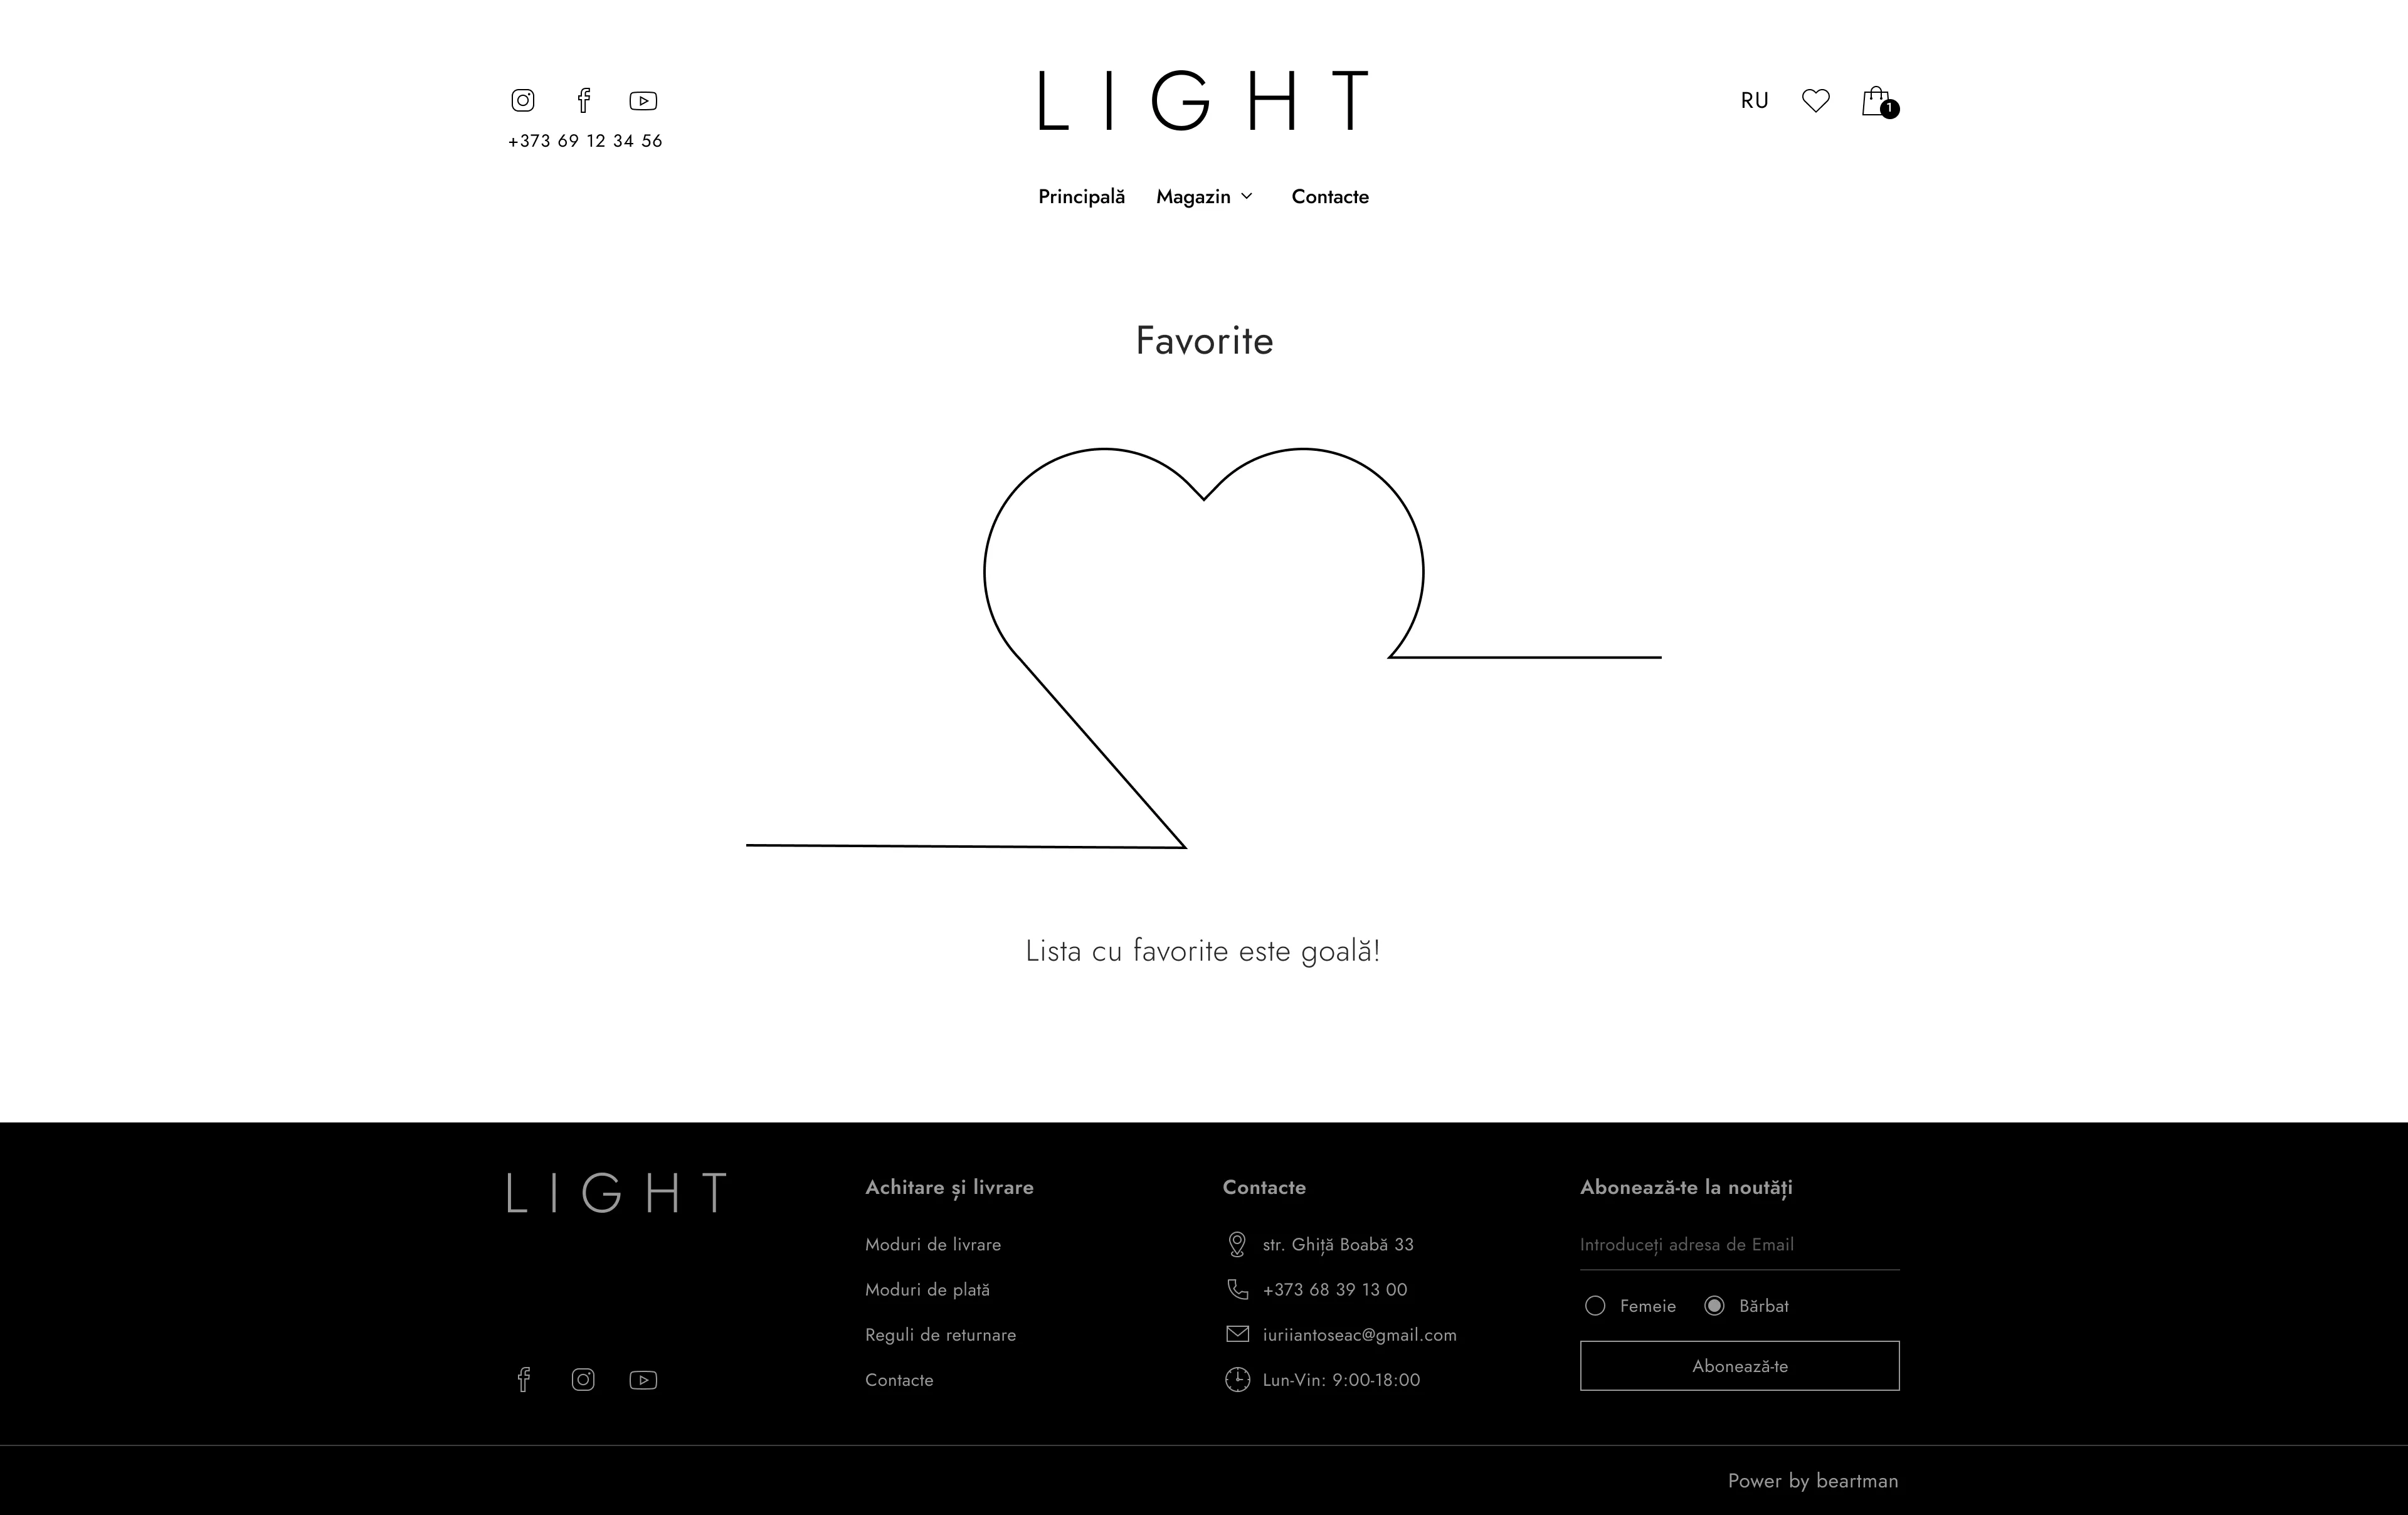 LIGHT
+373 69 12 34 56
RU
1
Principală Magazin Contacte
Favorite
Lista cu favorite este goală!
LIGHT
Achitare și livrare
Moduri de livrare
Moduri de plată
Reguli de returnare
Contacte
Contacte
str. Ghiță Boabă 33
+373 68 39 13 00
iuriiantoseac@gmail.com
Lun-Vin: 9:00-18:00
Abonează-te la noutăți
Introduceți adresa de Email
Femeie Bărbat
Abonează-te
Power by beartman